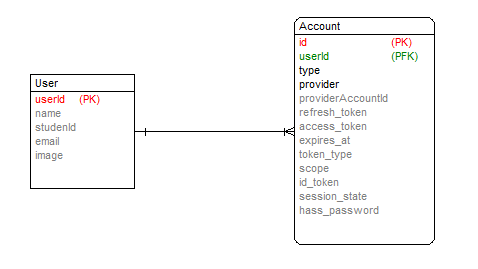 User
userId (PK)
name
studenId
email
image
Account
id (PK)
userId (PFK)
type
provider
providerAccountId
refresh_token
access_token
expires_at
token_type
scope
id_token
session_state
hass_password